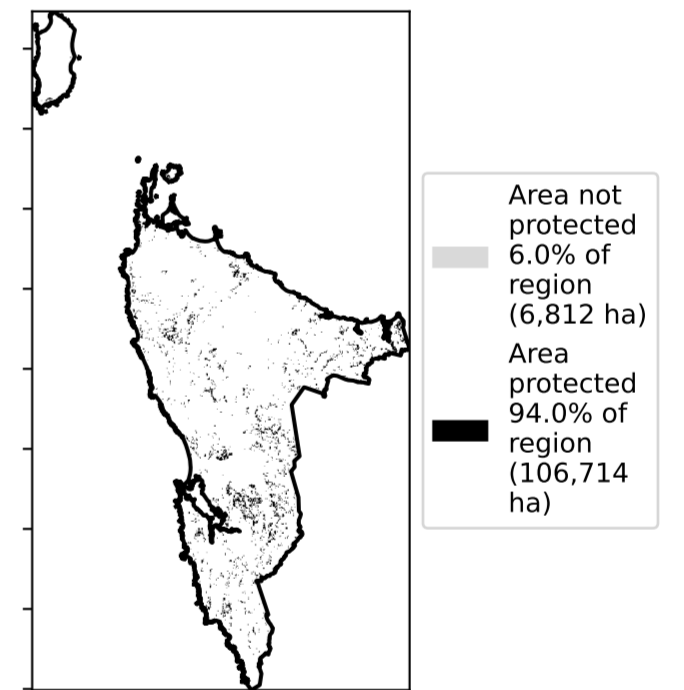 Area not
protected
6.0% of
region
(6,812 ha)
Area
protected
94.0% of
region
(106,714
ha)